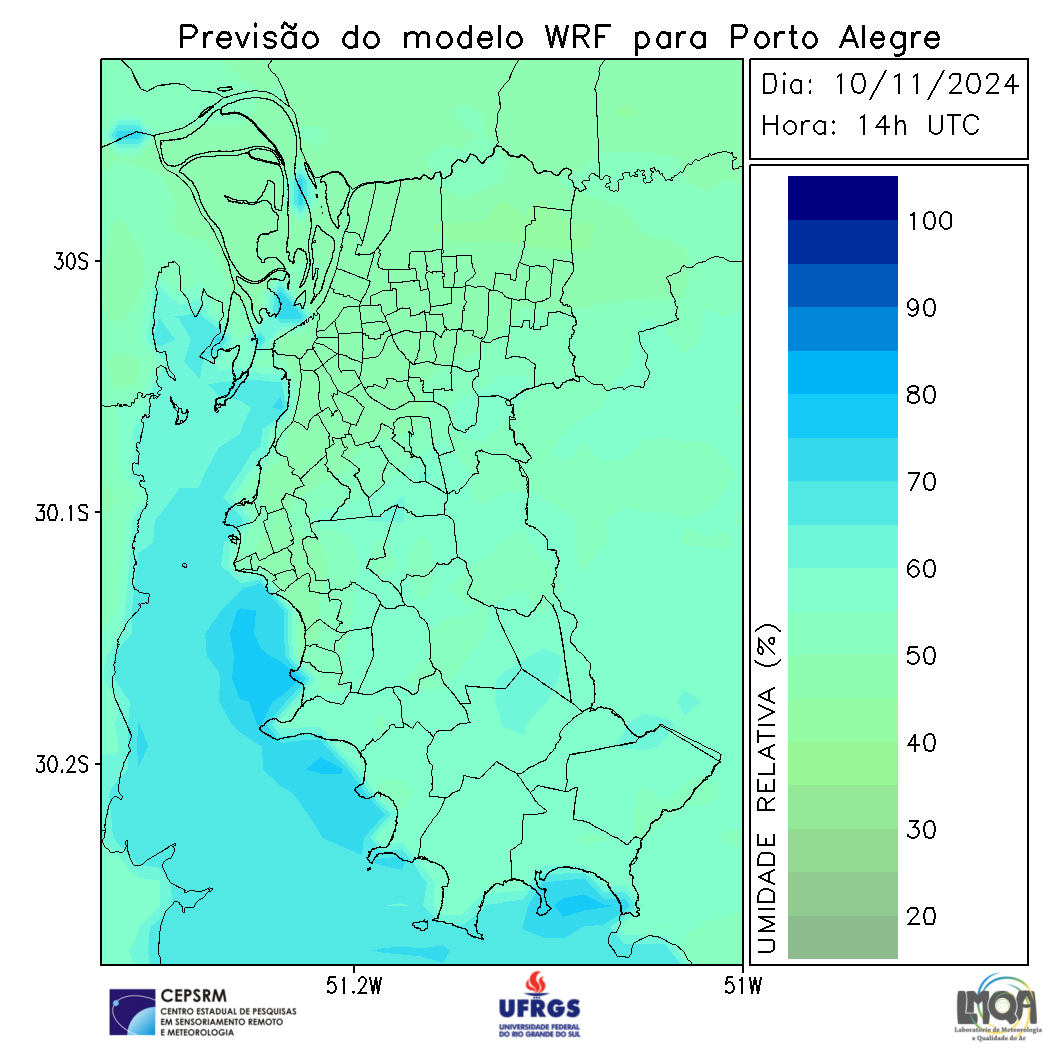 Previsão do modelo WRF para Porto Alegre
Dia: 10/11/2024
Hora: 14h UTC
100
90
80
70
60
50
40
30
20
UMIDADE RELATIVA (%)
30S
30.1S
30.2S
51.2W
51W
CEPSRM
CENTRO ESTADUAL DE PESQUISAS
EM SENSORIAMENTO REMOTO
E METEOROLOGIA
UFRGS
UNIVERSIDADE FEDERAL
DO RIO GRANDE DO SUL
LMQA
Laboratório de Meteorologia
e Qualidade do Ar